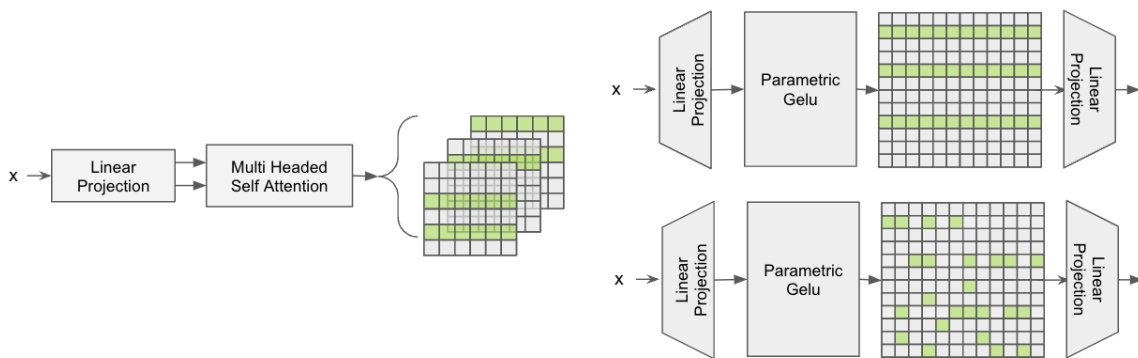 x
Linear
Projection
Multi Headed
Self Attention
x
Linear
Projection
Parametric
Gelu
Linear
Projection
x
Linear
Projection
Parametric
Gelu
Linear
Projection